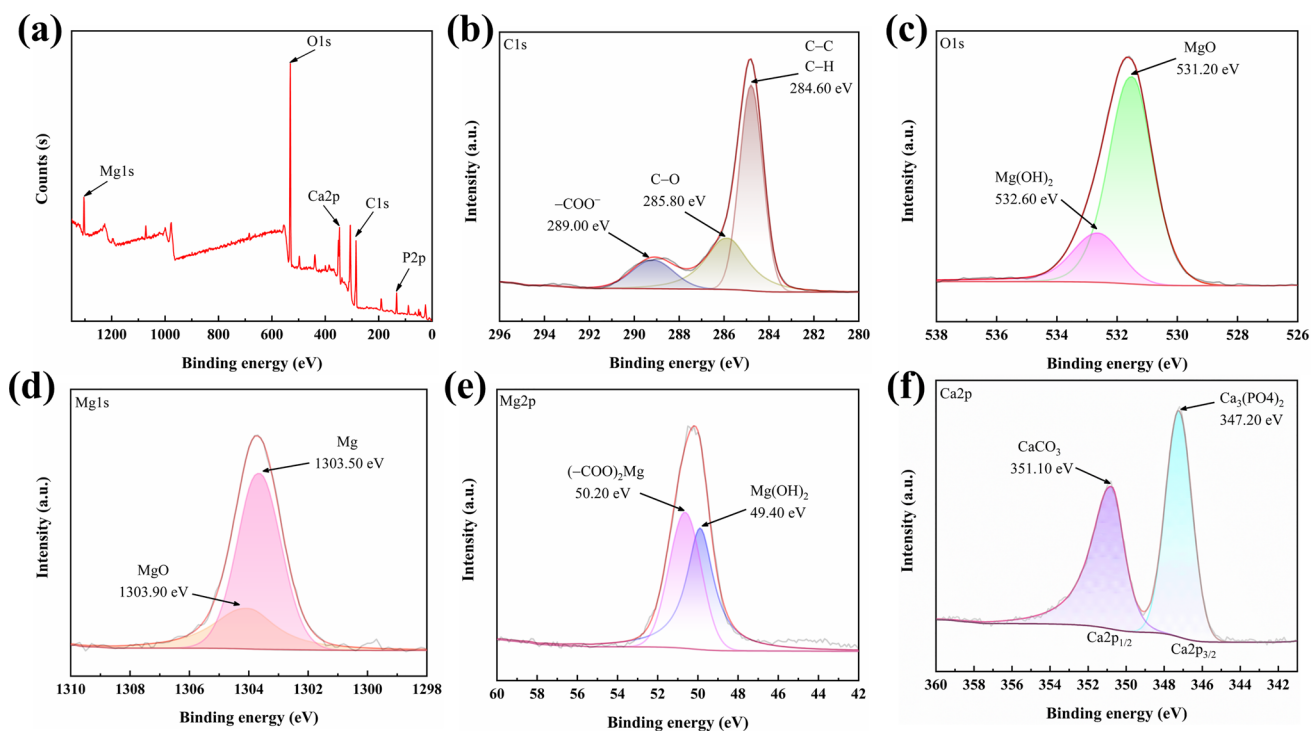 (a)
O1s
Mg1s
Ca2p
C1s
P2p
Counts (s)
1200 1000 800 600 400 200 0
Binding energy (eV)
(b)
C1s
C−C
C−H
284.60 eV
C−O
285.80 eV
−COO⁻
289.00 eV
Intensity (a.u.)
296 294 292 290 288 286 284 282 280
Binding energy (eV)
(c)
O1s
MgO
531.20 eV
Mg(OH)₂
532.60 eV
Intensity (a.u.)
538 536 534 532 530 528 526
Binding energy (eV)
(d)
Mg1s
Mg
1303.50 eV
MgO
1303.90 eV
Intensity (a.u.)
1310 1308 1306 1304 1302 1300 1298
Binding energy (eV)
(e)
Mg2p
(−COO)₂Mg
50.20 eV
Mg(OH)₂
49.40 eV
Intensity (a.u.)
60 58 56 54 52 50 48 46 44 42
Binding energy (eV)
(f)
Ca2p
Ca₃(PO4)₂
347.20 eV
CaCO₃
351.10 eV
Ca2p₁/₂
Ca2p₃/₂
Intensity (a.u.)
360 358 356 354 352 350 348 346 344 342
Binding energy (eV)